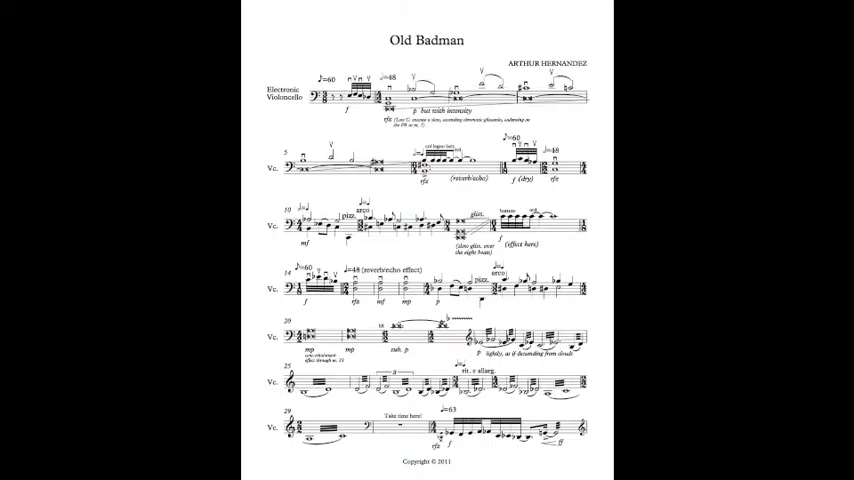 Old Badman
ARTHUR HERNANDEZ
Electronic
Violoncello
♪=60
♩=48
f
p but with intensity
rfz
5
Vc.
col legno batt.
♪=60
♩=48
rfz
(reverb/echo)
f (dry)
rfz
10
Vc.
pizz.
arco
gliss.
mf
(slow gliss. over
the eight beats)
f
(effect here)
14
Vc.
♪=60
♩=48 (reverb/echo effect)
pizz.
arco
f
rfz
mf
mp
p
20
Vc.
mp
mp
sub. p
p lightly, as if descending from clouds
25
Vc.
3
rit. e allarg.
29
Vc.
Take time here!
♩=63
rfz
f
ff
Copyright © 2011